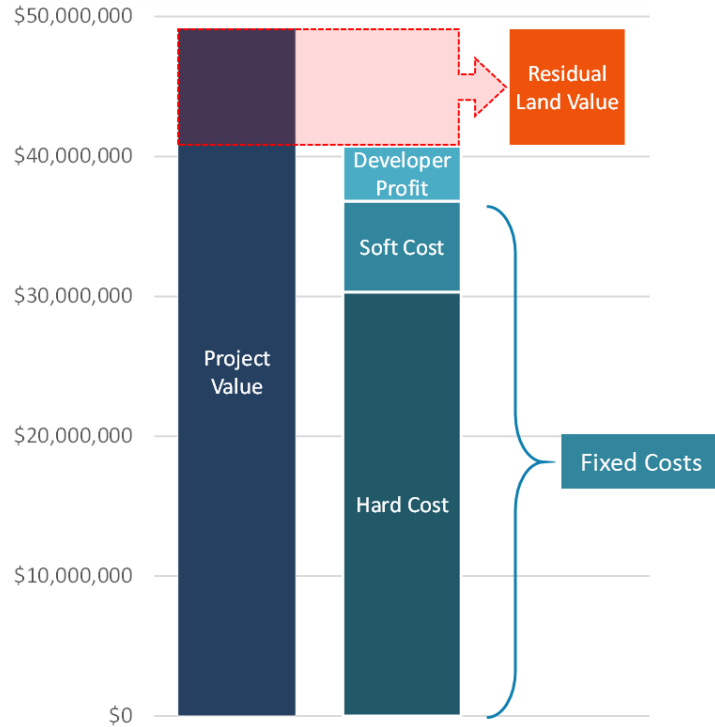 $50,000,000
Residual
Land Value
$40,000,000
Developer
Profit
Soft Cost
$30,000,000
Project
Value
$20,000,000
Fixed Costs
Hard Cost
$10,000,000
$0